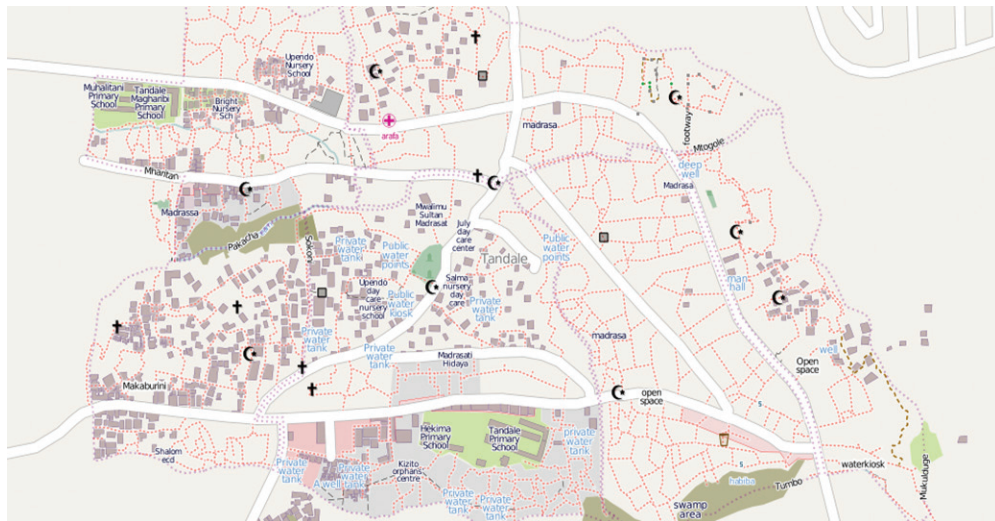 Upendo
Nursery
School
Muhalitani
Primary
School
Tandale
Magharibi
Primary
School
Bright
Nursery
Sch
arafa
madrasa
footway
Mtogole
deep
well
Madrasa
Mharitan
Madrassa
Pakacha
Sokoni
Mwalimu
Sultan
Madrasat
July
day
care
center
Private
water
tank
Public
water
points
Tandale
Public
water
points
man
hall
Upendo
day
care
nursery
school
Public
water
kiosk
Salma
nursery
day
care
Private
water
tank
Private
water
tank
Private
water
tank
Madrasati
Hidaya
madrasa
well
Open
space
Makaburini
open
space
s
Hekima
Primary
School
Tandale
Primary
School
private
water
tank
Shalom
ecd
Private
water
tank
A well tank
Kizito
orphans
centre
Private
water
tank
Private
water
tank
s
habiba
Tumbo
waterkiosk
Mukulduge
swamp
area